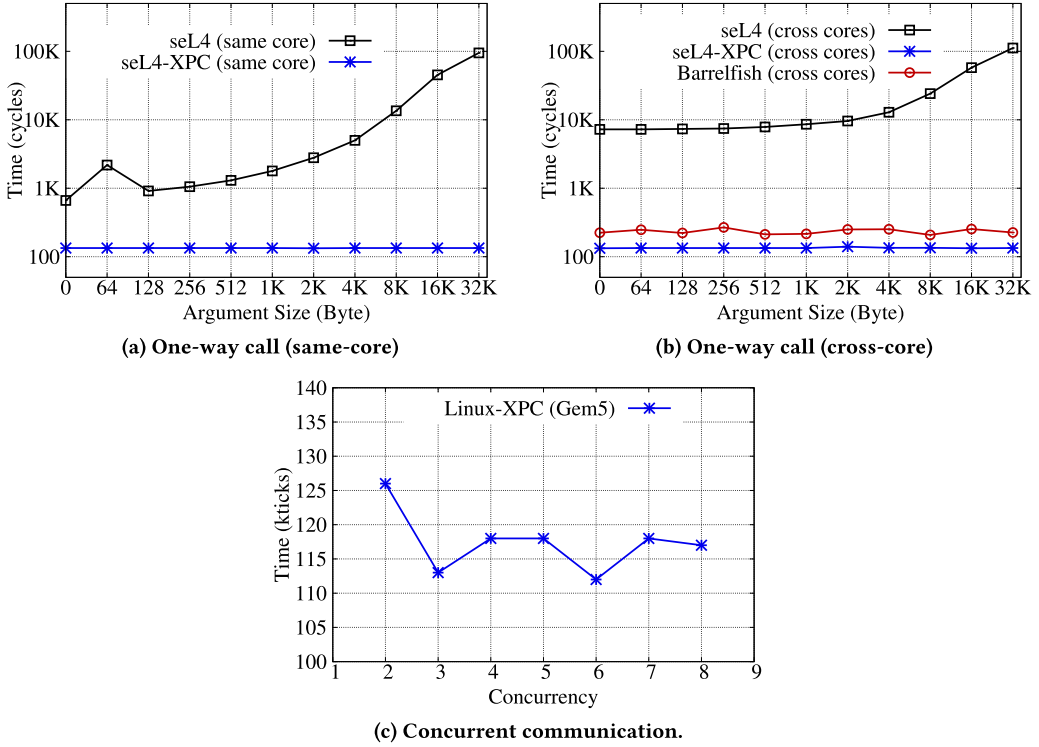 seL4 (same core)
seL4-XPC (same core)
100K
10K
1K
100
Time (cycles)
0 64 128 256 512 1K 2K 4K 8K 16K 32K
Argument Size (Byte)
(a) One-way call (same-core)
seL4 (cross cores)
seL4-XPC (cross cores)
Barrelfish (cross cores)
100K
10K
1K
100
Time (cycles)
0 64 128 256 512 1K 2K 4K 8K 16K 32K
Argument Size (Byte)
(b) One-way call (cross-core)
Linux-XPC (Gem5)
140
135
130
125
120
115
110
105
100
Time (kticks)
1 2 3 4 5 6 7 8 9
Concurrency
(c) Concurrent communication.